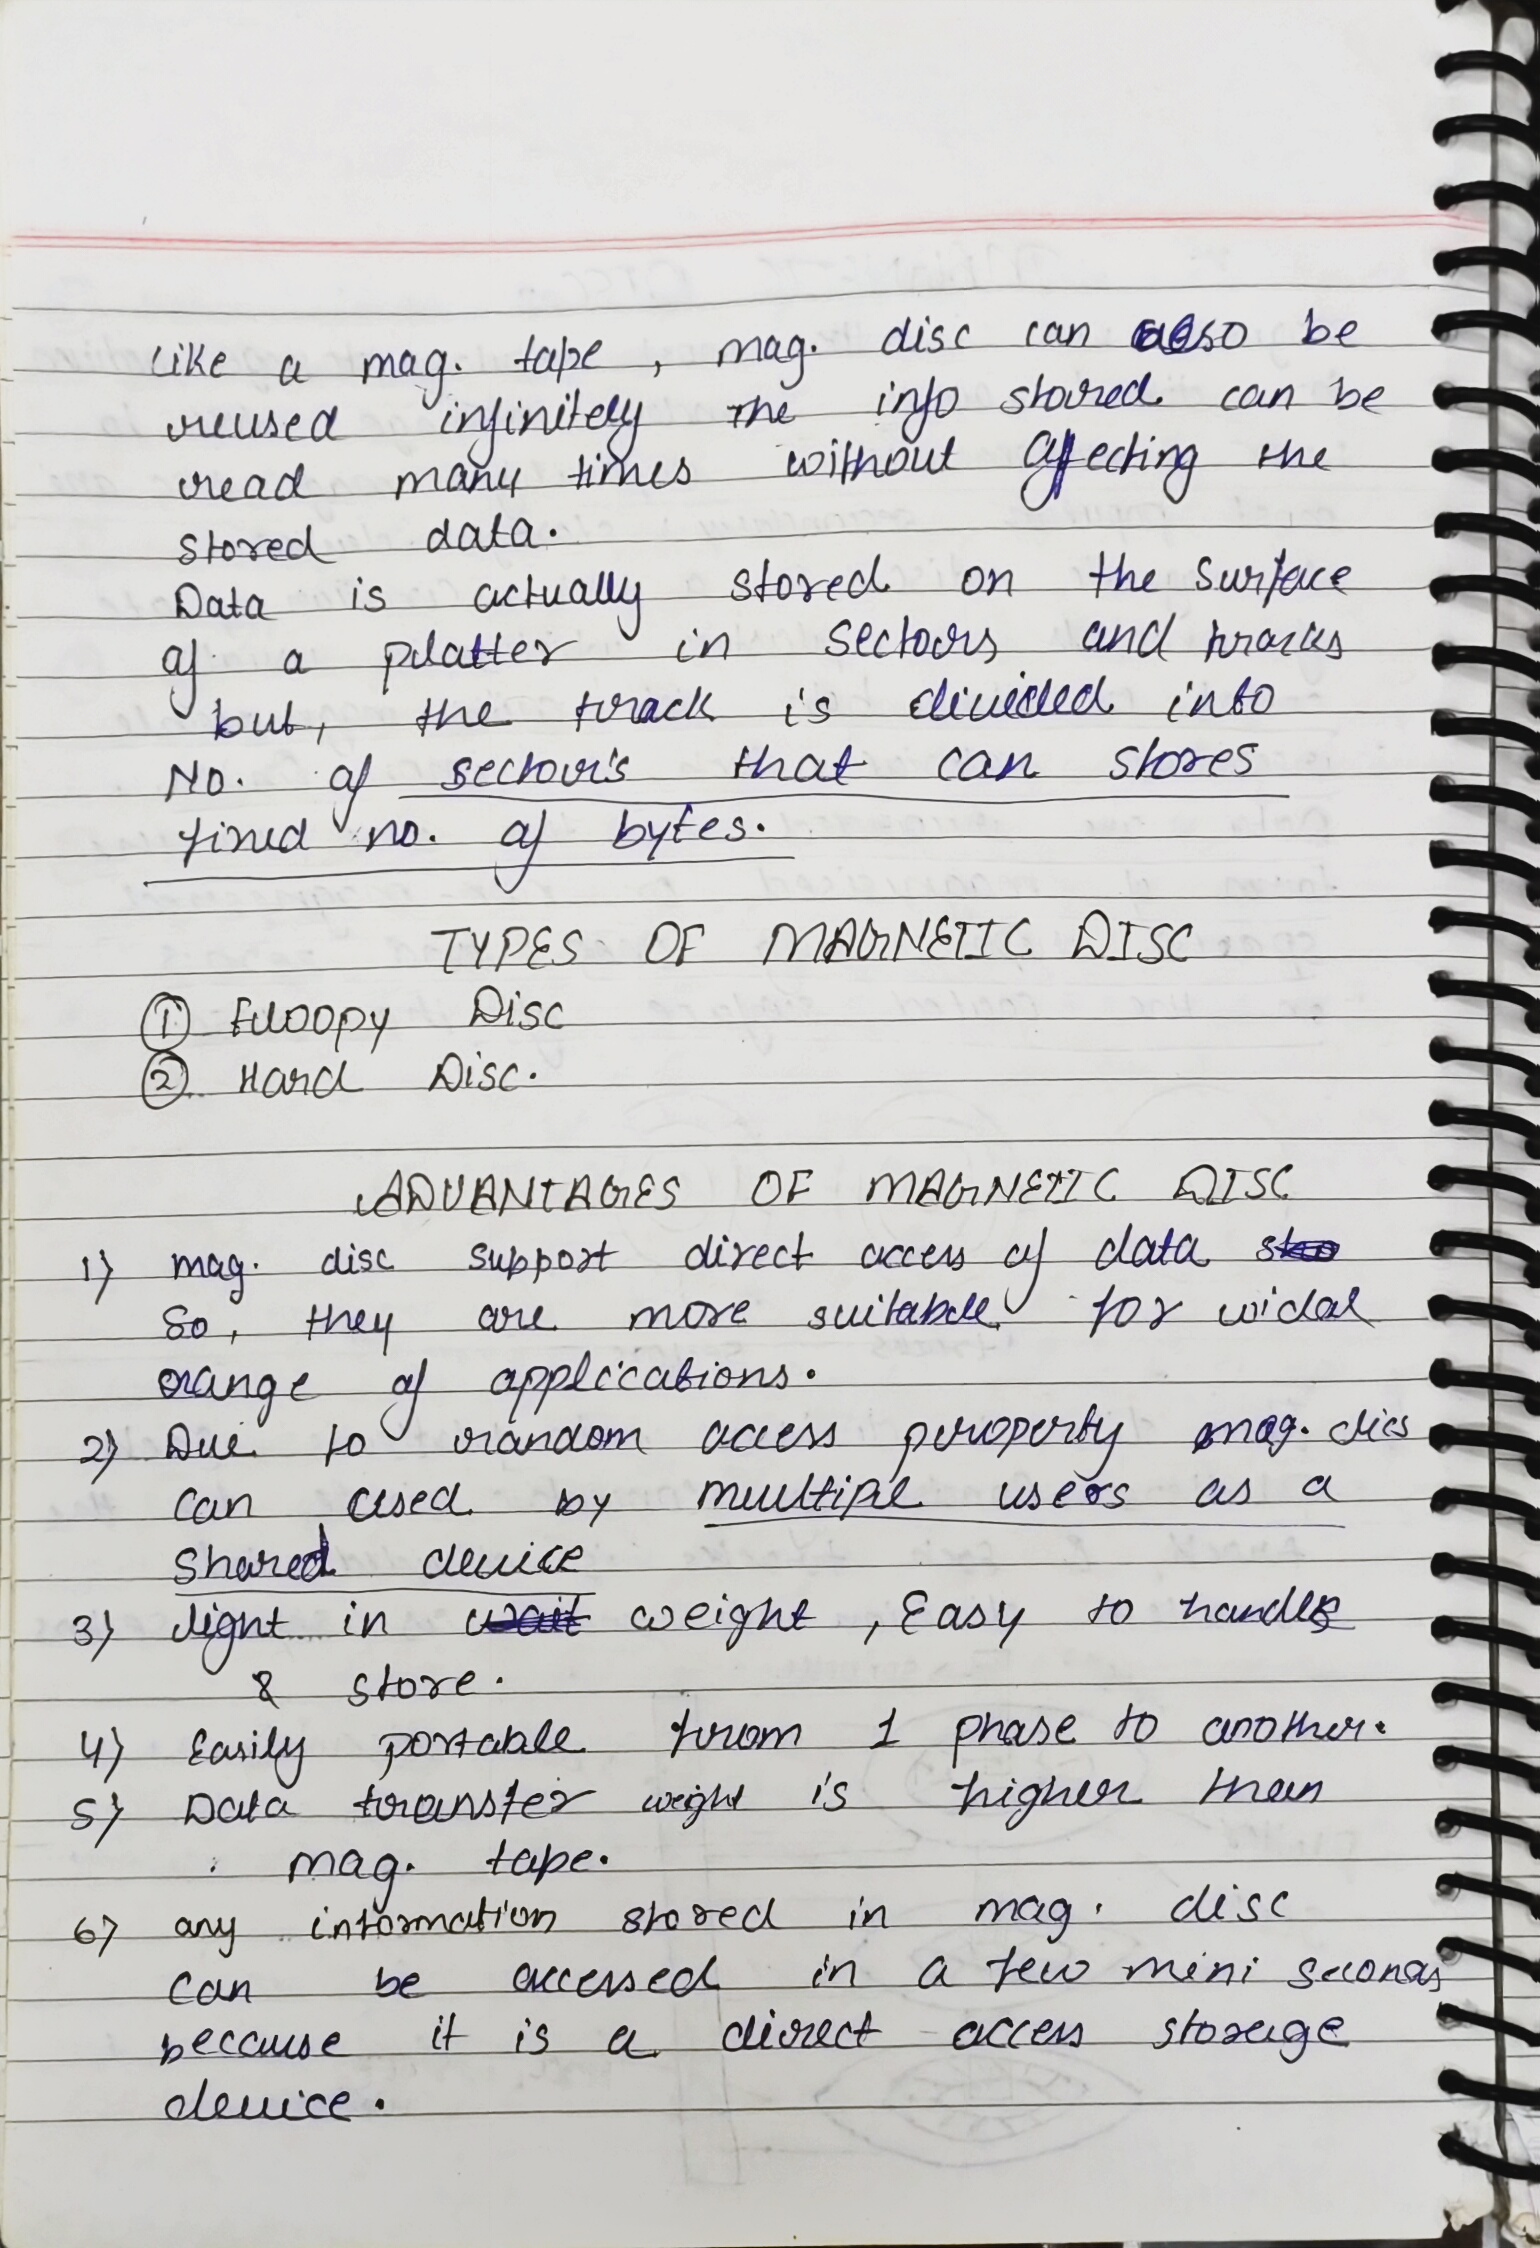 Like a mag. tape, mag. disc can also be
reused infinitely The info stored can be
read many times without affecting the
stored data.
Data is actually stored on the surface
of a platter in sectors and tracks
but, the track is divided into
No. of sectors that can stores
fixed no. of bytes.
TYPES OF MAGNETIC DISC
① Floopy Disc
② Hard Disc.
ADVANTAGES OF MAGNETIC DISC
1) mag. disc support direct access of data
So, they are more suitable for widal
range of applications.
2) Due to random access property mag. dics
can used by multiple users as a
shared device
3) light in weight, Easy to handle
& store.
4) Easily portable from 1 phase to another.
5) Data transfer weight is higher than
mag. tape.
6) any information stored in mag. disc
can be accessed in a few mini seconds
because it is a direct access storage
device.